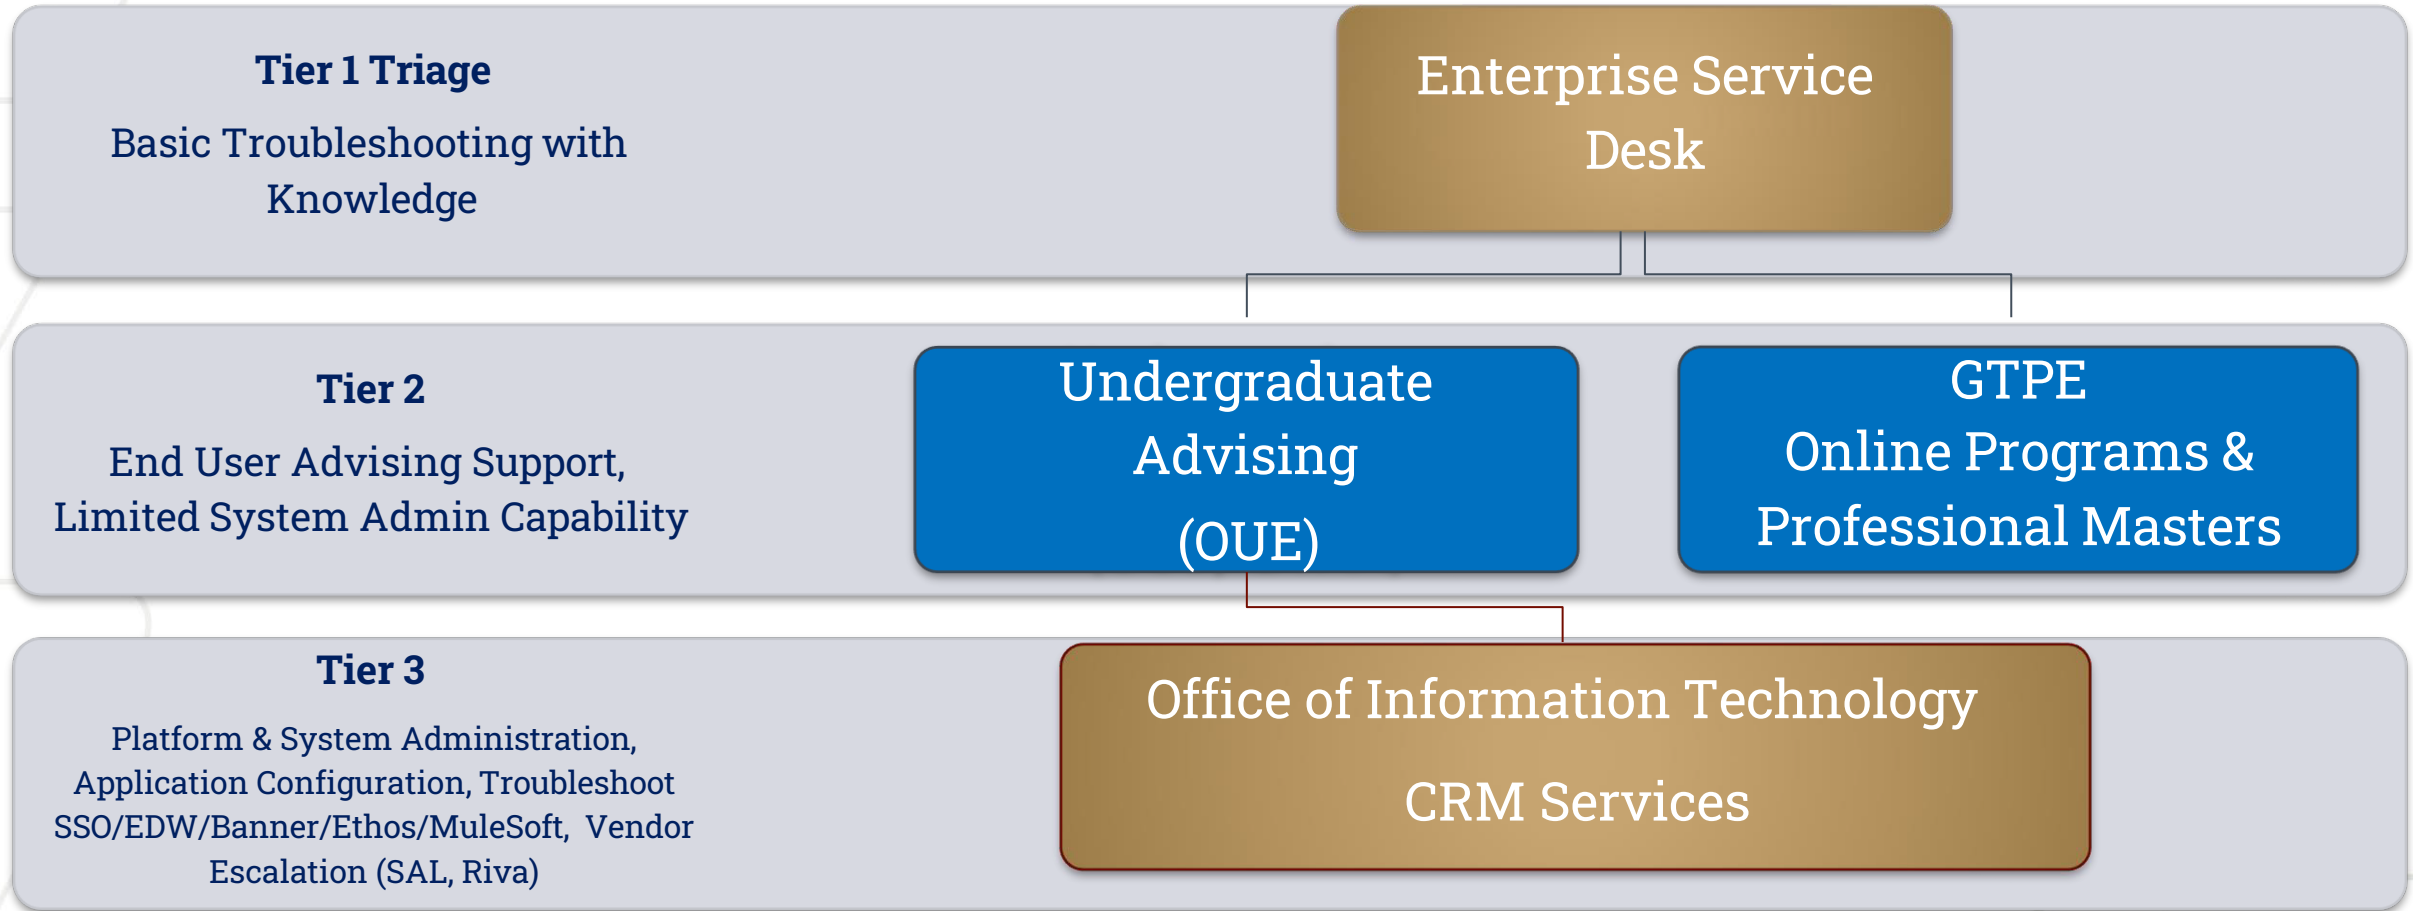 Tier 1 Triage
Basic Troubleshooting with
Knowledge
Enterprise Service
Desk
Tier 2
End User Advising Support,
Limited System Admin Capability
Undergraduate
Advising
(OUE)
GTPE
Online Programs &
Professional Masters
Tier 3
Platform & System Administration,
Application Configuration, Troubleshoot
SSO/EDW/Banner/Ethos/MuleSoft,  Vendor
Escalation (SAL, Riva)
Office of Information Technology
CRM Services